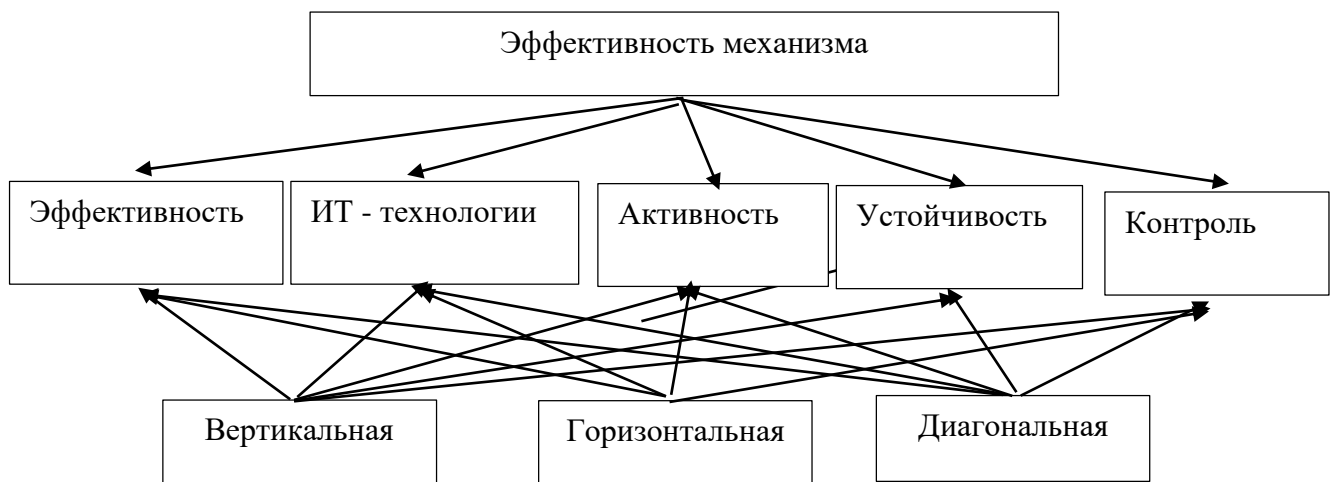 Эффективность механизма
Эффективность
ИТ - технологии
Активность
Устойчивость
Контроль
Вертикальная
Горизонтальная
Диагональная